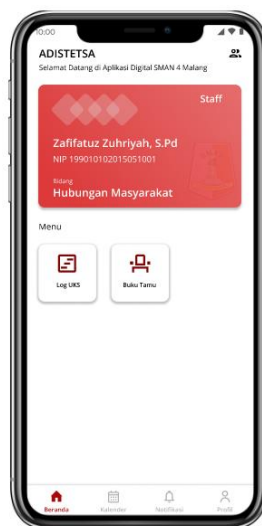 10:00
ADISTETSA
Selamat Datang di Aplikasi Digital SMAN 4 Malang
Staff
Zafifatuz Zuhriyah, S.Pd
NIP 199010102015051001
Bidang
Hubungan Masyarakat
Menu
Log UKS
Buku Tamu
Beranda
Kalender
Notifikasi
Profil